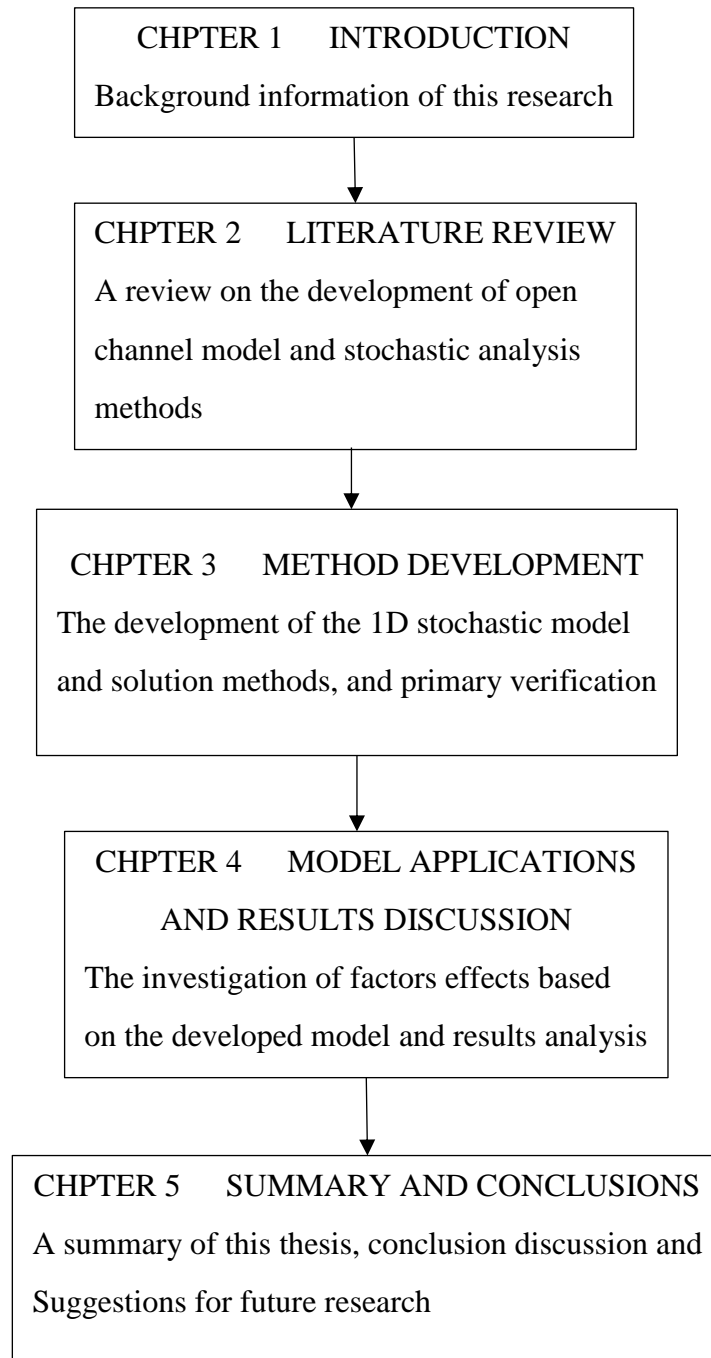 CHPTER 1 INTRODUCTION
Background information of this research
CHPTER 2 LITERATURE REVIEW
A review on the development of open
channel model and stochastic analysis
methods
CHPTER 3 METHOD DEVELOPMENT
The development of the 1D stochastic model
and solution methods, and primary verification
CHPTER 4 MODEL APPLICATIONS
AND RESULTS DISCUSSION
The investigation of factors effects based
on the developed model and results analysis
CHPTER 5 SUMMARY AND CONCLUSIONS
A summary of this thesis, conclusion discussion and
Suggestions for future research